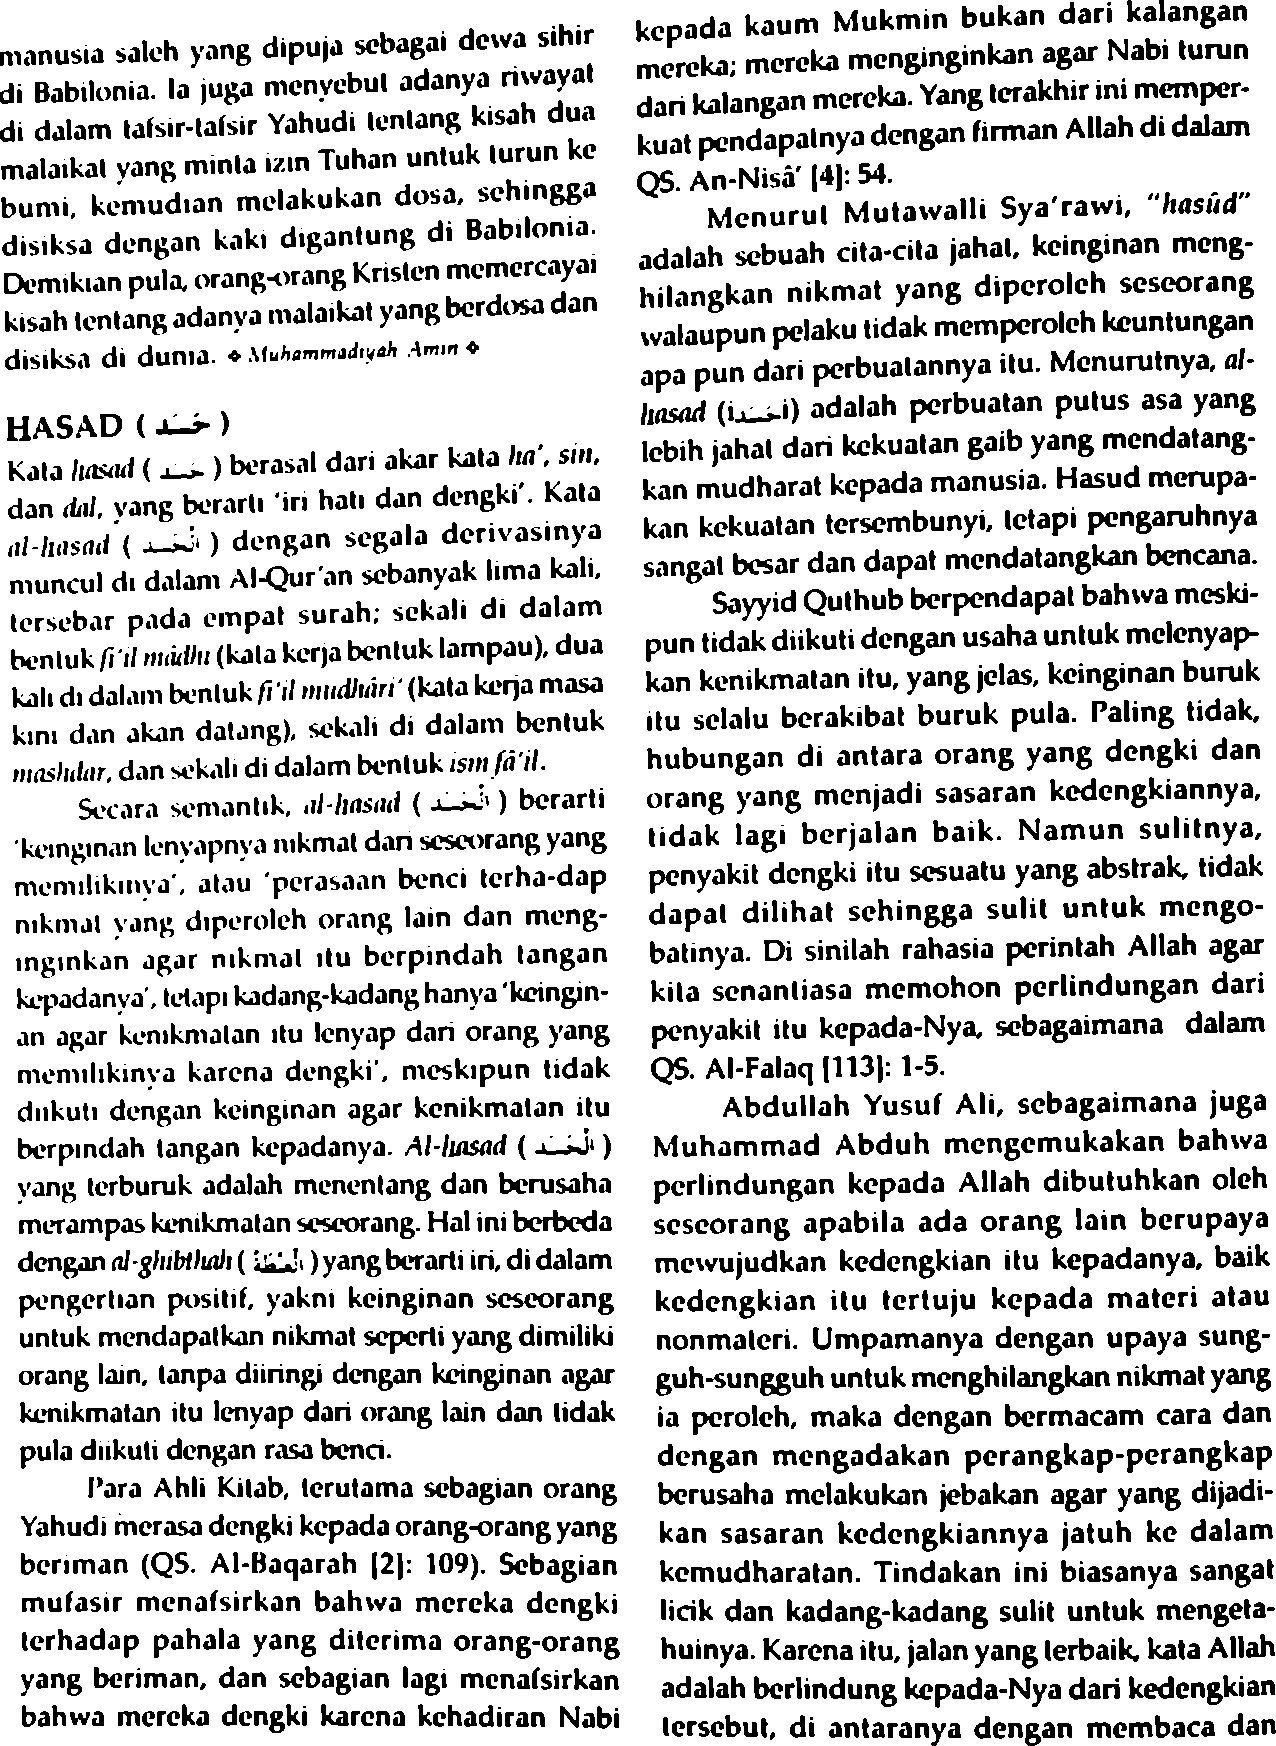 manusia saleh yang dipuja sebagai dewa sihir
di Babilonia. Ia juga menyebut adanya riwayat
di dalam tafsir-tafsir Yahudi tentang kisah dua
malaikat yang minta izin Tuhan untuk turun ke
bumi, kemudian melakukan dosa, sehingga
disiksa dengan kaki digantung di Babilonia.
Demikian pula, orang-orang Kristen memercayai
kisah tentang adanya malaikat yang berdosa dan
disiksa di dunia. ❖ Muhammadiyah Amin ❖
HASAD ( حَسَد )
Kata hasad ( حَسَد ) berasal dari akar kata ha', sin,
dan dal, yang berarti ‘iri hati dan dengki’. Kata
al-hasad ( الْحَسَد ) dengan segala derivasinya
muncul di dalam Al-Qur'an sebanyak lima kali,
tersebar pada empat surah; sekali di dalam
bentuk fi‘il mâdhi (kata kerja bentuk lampau), dua
kali di dalam bentuk fi‘il mudhâri‘ (kata kerja masa
kini dan akan datang), sekali di dalam bentuk
mashdar, dan sekali di dalam bentuk ism fâ‘il.
Secara semantik, al-hasad ( الْحَسَد ) berarti
‘keinginan lenyapnya nikmat dari seseorang yang
memilikinya’, atau ‘perasaan benci terha-dap
nikmat yang diperoleh orang lain dan meng-
inginkan agar nikmat itu berpindah tangan
kepadanya’, tetapi kadang-kadang hanya ‘keingin-
an agar kenikmatan itu lenyap dari orang yang
memilikinya karena dengki’, meskipun tidak
diikuti dengan keinginan agar kenikmatan itu
berpindah tangan kepadanya. Al-hasad ( الْحَسَد )
yang terburuk adalah menentang dan berusaha
merampas kenikmatan seseorang. Hal ini berbeda
dengan al-ghibthah ( الْغِبْطَة ) yang berarti iri, di dalam
pengertian positif, yakni keinginan seseorang
untuk mendapatkan nikmat seperti yang dimiliki
orang lain, tanpa diiringi dengan keinginan agar
kenikmatan itu lenyap dari orang lain dan tidak
pula diikuti dengan rasa benci.
Para Ahli Kitab, terutama sebagian orang
Yahudi merasa dengki kepada orang-orang yang
beriman (QS. Al-Baqarah [2]: 109). Sebagian
mufasir menafsirkan bahwa mereka dengki
terhadap pahala yang diterima orang-orang
yang beriman, dan sebagian lagi menafsirkan
bahwa mereka dengki karena kehadiran Nabi
kepada kaum Mukmin bukan dari kalangan
mereka; mereka menginginkan agar Nabi turun
dari kalangan mereka. Yang terakhir ini memper-
kuat pendapatnya dengan firman Allah di dalam
QS. An-Nisâ' [4]: 54.
Menurut Mutawalli Sya'rawi, "hasûd"
adalah sebuah cita-cita jahat, keinginan meng-
hilangkan nikmat yang diperoleh seseorang
walaupun pelaku tidak memperoleh keuntungan
apa pun dari perbuatannya itu. Menurutnya, al-
hasad () adalah perbuatan putus asa yang
lebih jahat dari kekuatan gaib yang mendatang-
kan mudharat kepada manusia. Hasud merupa-
kan kekuatan tersembunyi, tetapi pengaruhnya
sangat besar dan dapat mendatangkan bencana.
Sayyid Quthub berpendapat bahwa meski-
pun tidak diikuti dengan usaha untuk melenyap-
kan kenikmatan itu, yang jelas, keinginan buruk
itu selalu berakibat buruk pula. Paling tidak,
hubungan di antara orang yang dengki dan
orang yang menjadi sasaran kedengkiannya,
tidak lagi berjalan baik. Namun sulitnya,
penyakit dengki itu sesuatu yang abstrak, tidak
dapat dilihat sehingga sulit untuk mengo-
batinya. Di sinilah rahasia perintah Allah agar
kita senantiasa memohon perlindungan dari
penyakit itu kepada-Nya, sebagaimana dalam
QS. Al-Falaq [113]: 1-5.
Abdullah Yusuf Ali, sebagaimana juga
Muhammad Abduh mengemukakan bahwa
perlindungan kepada Allah dibutuhkan oleh
seseorang apabila ada orang lain berupaya
mewujudkan kedengkian itu kepadanya, baik
kedengkian itu tertuju kepada materi atau
nonmateri. Umpamanya dengan upaya sung-
guh-sungguh untuk menghilangkan nikmat yang
ia peroleh, maka dengan bermacam cara dan
dengan mengadakan perangkap-perangkap
berusaha melakukan jebakan agar yang dijadi-
kan sasaran kedengkiannya jatuh ke dalam
kemudharatan. Tindakan ini biasanya sangat
licik dan kadang-kadang sulit untuk mengeta-
huinya. Karena itu, jalan yang terbaik, kata Allah
adalah berlindung kepada-Nya dari kedengkian
tersebut, di antaranya dengan membaca dan